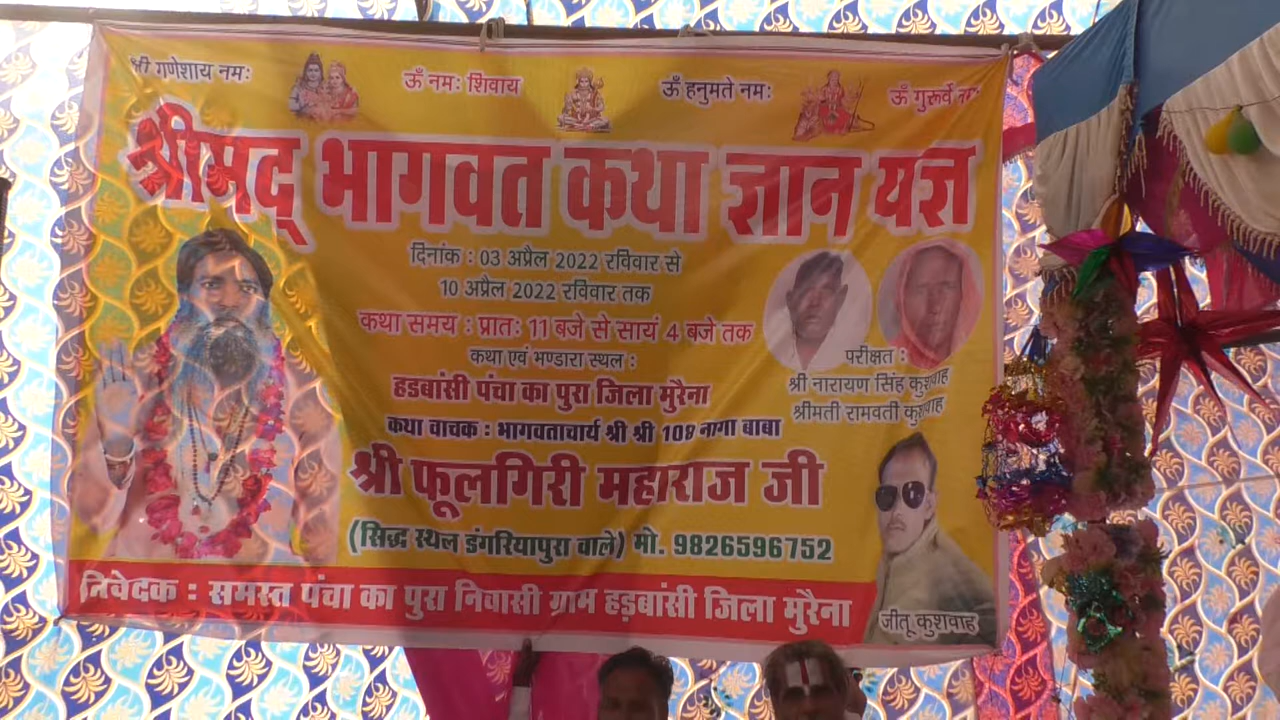 श्री गणेशाय नमः ॐ नमः शिवाय ॐ हनुमते नमः ॐ गुरूर्वे नमः
श्रीमद् भागवत कथा ज्ञान यज्ञ
दिनांक : 03 अप्रैल 2022 रविवार से
10 अप्रैल 2022 रविवार तक
कथा समय : प्रातः 11 बजे से सायं 4 बजे तक
कथा एवं भण्डारा स्थल :
हडबांसी पंचा का पुरा जिला मुरैना
कथा वाचक : भागवताचार्य श्री श्री 108 नागा बाबा
श्री फूलगिरी महाराज जी
(सिद्ध स्थल डंगरियापुरा वाले) मो. 9826596752
परीक्षत :
श्री नारायण सिंह कुशवाह
श्रीमती रामवती कुशवाह
जीतू कुशवाह
निवेदक : समस्त पंचा का पुरा निवासी ग्राम हड़बांसी जिला मुरैना